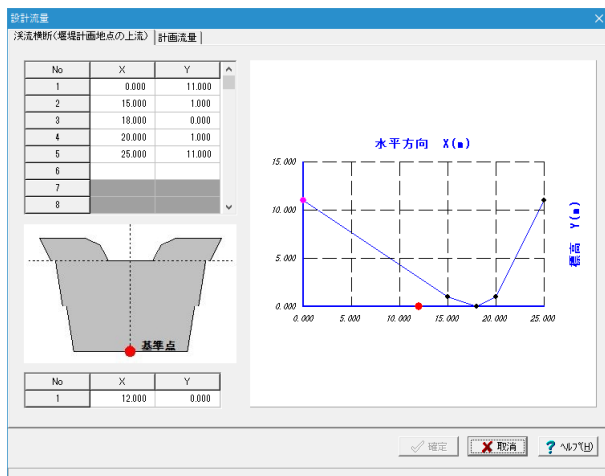 設計流量
渓流横断(堰堤計画地点の上流) 計画流量
No X Y
1 0.000 11.000
2 15.000 1.000
3 18.000 0.000
4 20.000 1.000
5 25.000 11.000
6
7
8
基準点
No X Y
1 12.000 0.000
水平方向 X(m)
15.000
10.000
5.000
0.000
0.000 5.000 10.000 15.000 20.000 25.000
標高 Y(m)
確定 取消 ? ヘルプ(H)